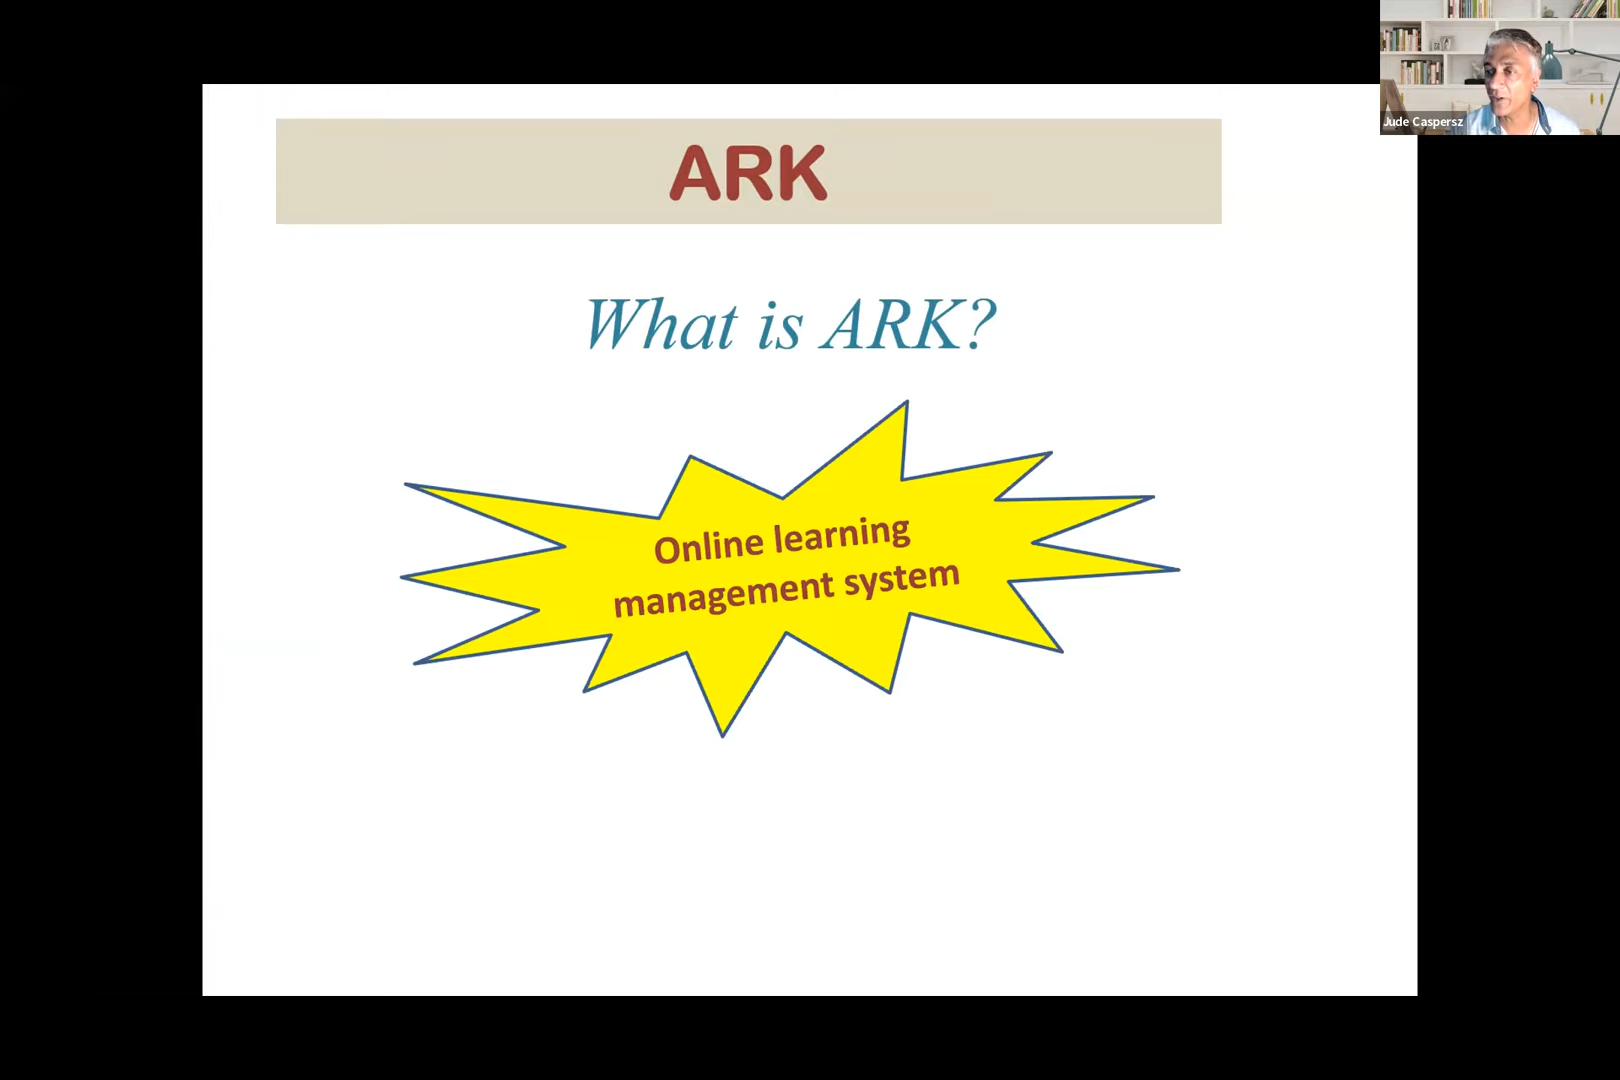 ARK
What is ARK?
Online learning
management system
Jude Caspersz